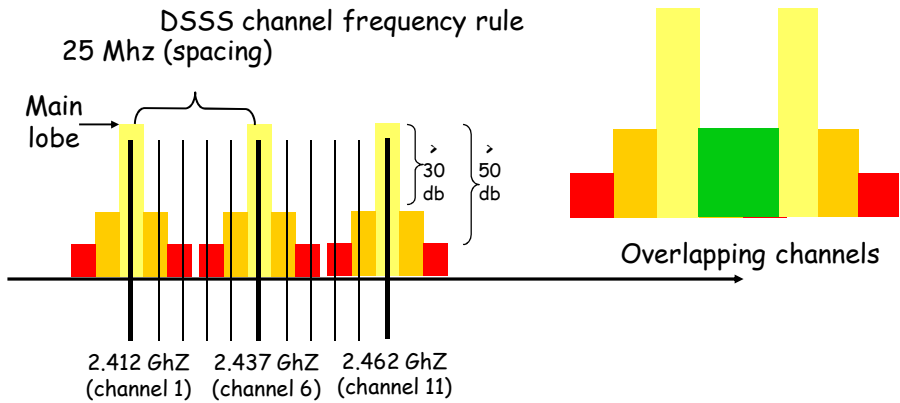 DSSS channel frequency rule
25 Mhz (spacing)
Main
lobe
>
30
db
>
50
db
Overlapping channels
2.412 GhZ
(channel 1)
2.437 GhZ
(channel 6)
2.462 GhZ
(channel 11)